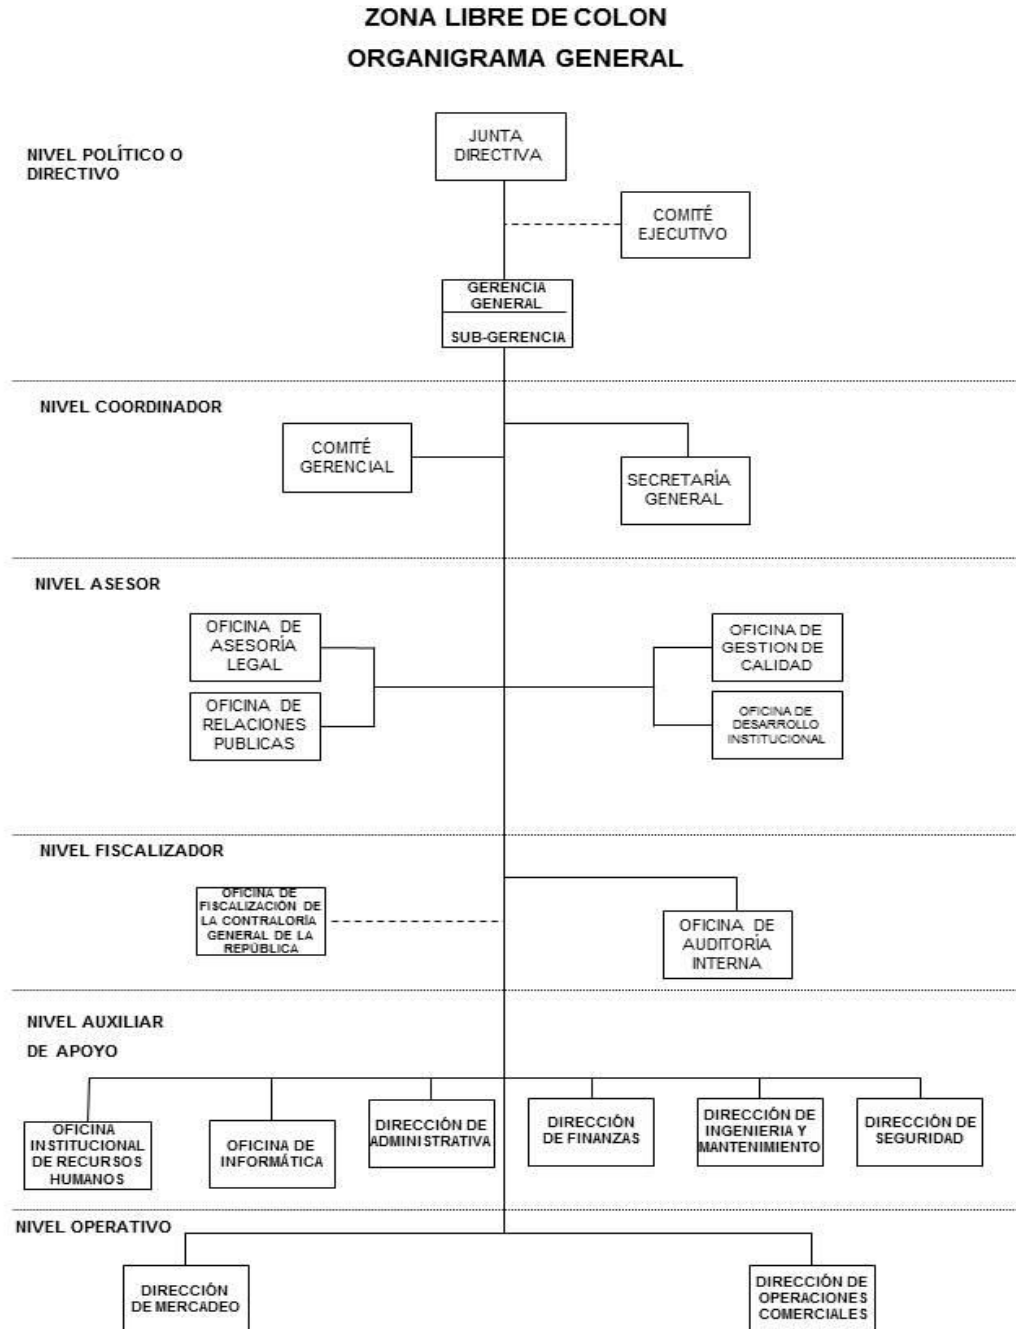 ZONA LIBRE DE COLON
ORGANIGRAMA GENERAL
NIVEL POLÍTICO O
DIRECTIVO
JUNTA
DIRECTIVA
COMITÉ
EJECUTIVO
GERENCIA
GENERAL
SUB-GERENCIA
NIVEL COORDINADOR
COMITÉ
GERENCIAL
SECRETARÍA
GENERAL
NIVEL ASESOR
OFICINA DE
ASESORÍA
LEGAL
OFICINA DE
GESTION DE
CALIDAD
OFICINA DE
RELACIONES
PUBLICAS
OFICINA DE
DESARROLLO
INSTITUCIONAL
NIVEL FISCALIZADOR
OFICINA DE
FISCALIZACIÓN DE
LA CONTRALORÍA
GENERAL DE LA
REPÚBLICA
OFICINA DE
AUDITORÍA
INTERNA
NIVEL AUXILIAR
DE APOYO
OFICINA
INSTITUCIONAL
DE RECURSOS
HUMANOS
OFICINA DE
INFORMÁTICA
DIRECCIÓN DE
ADMINISTRATIVA
DIRECCIÓN
DE FINANZAS
DIRECCIÓN DE
INGENIERIA Y
MANTENIMIENTO
DIRECCIÓN DE
SEGURIDAD
NIVEL OPERATIVO
DIRECCIÓN
DE MERCADEO
DIRECCIÓN DE
OPERACIONES
COMERCIALES